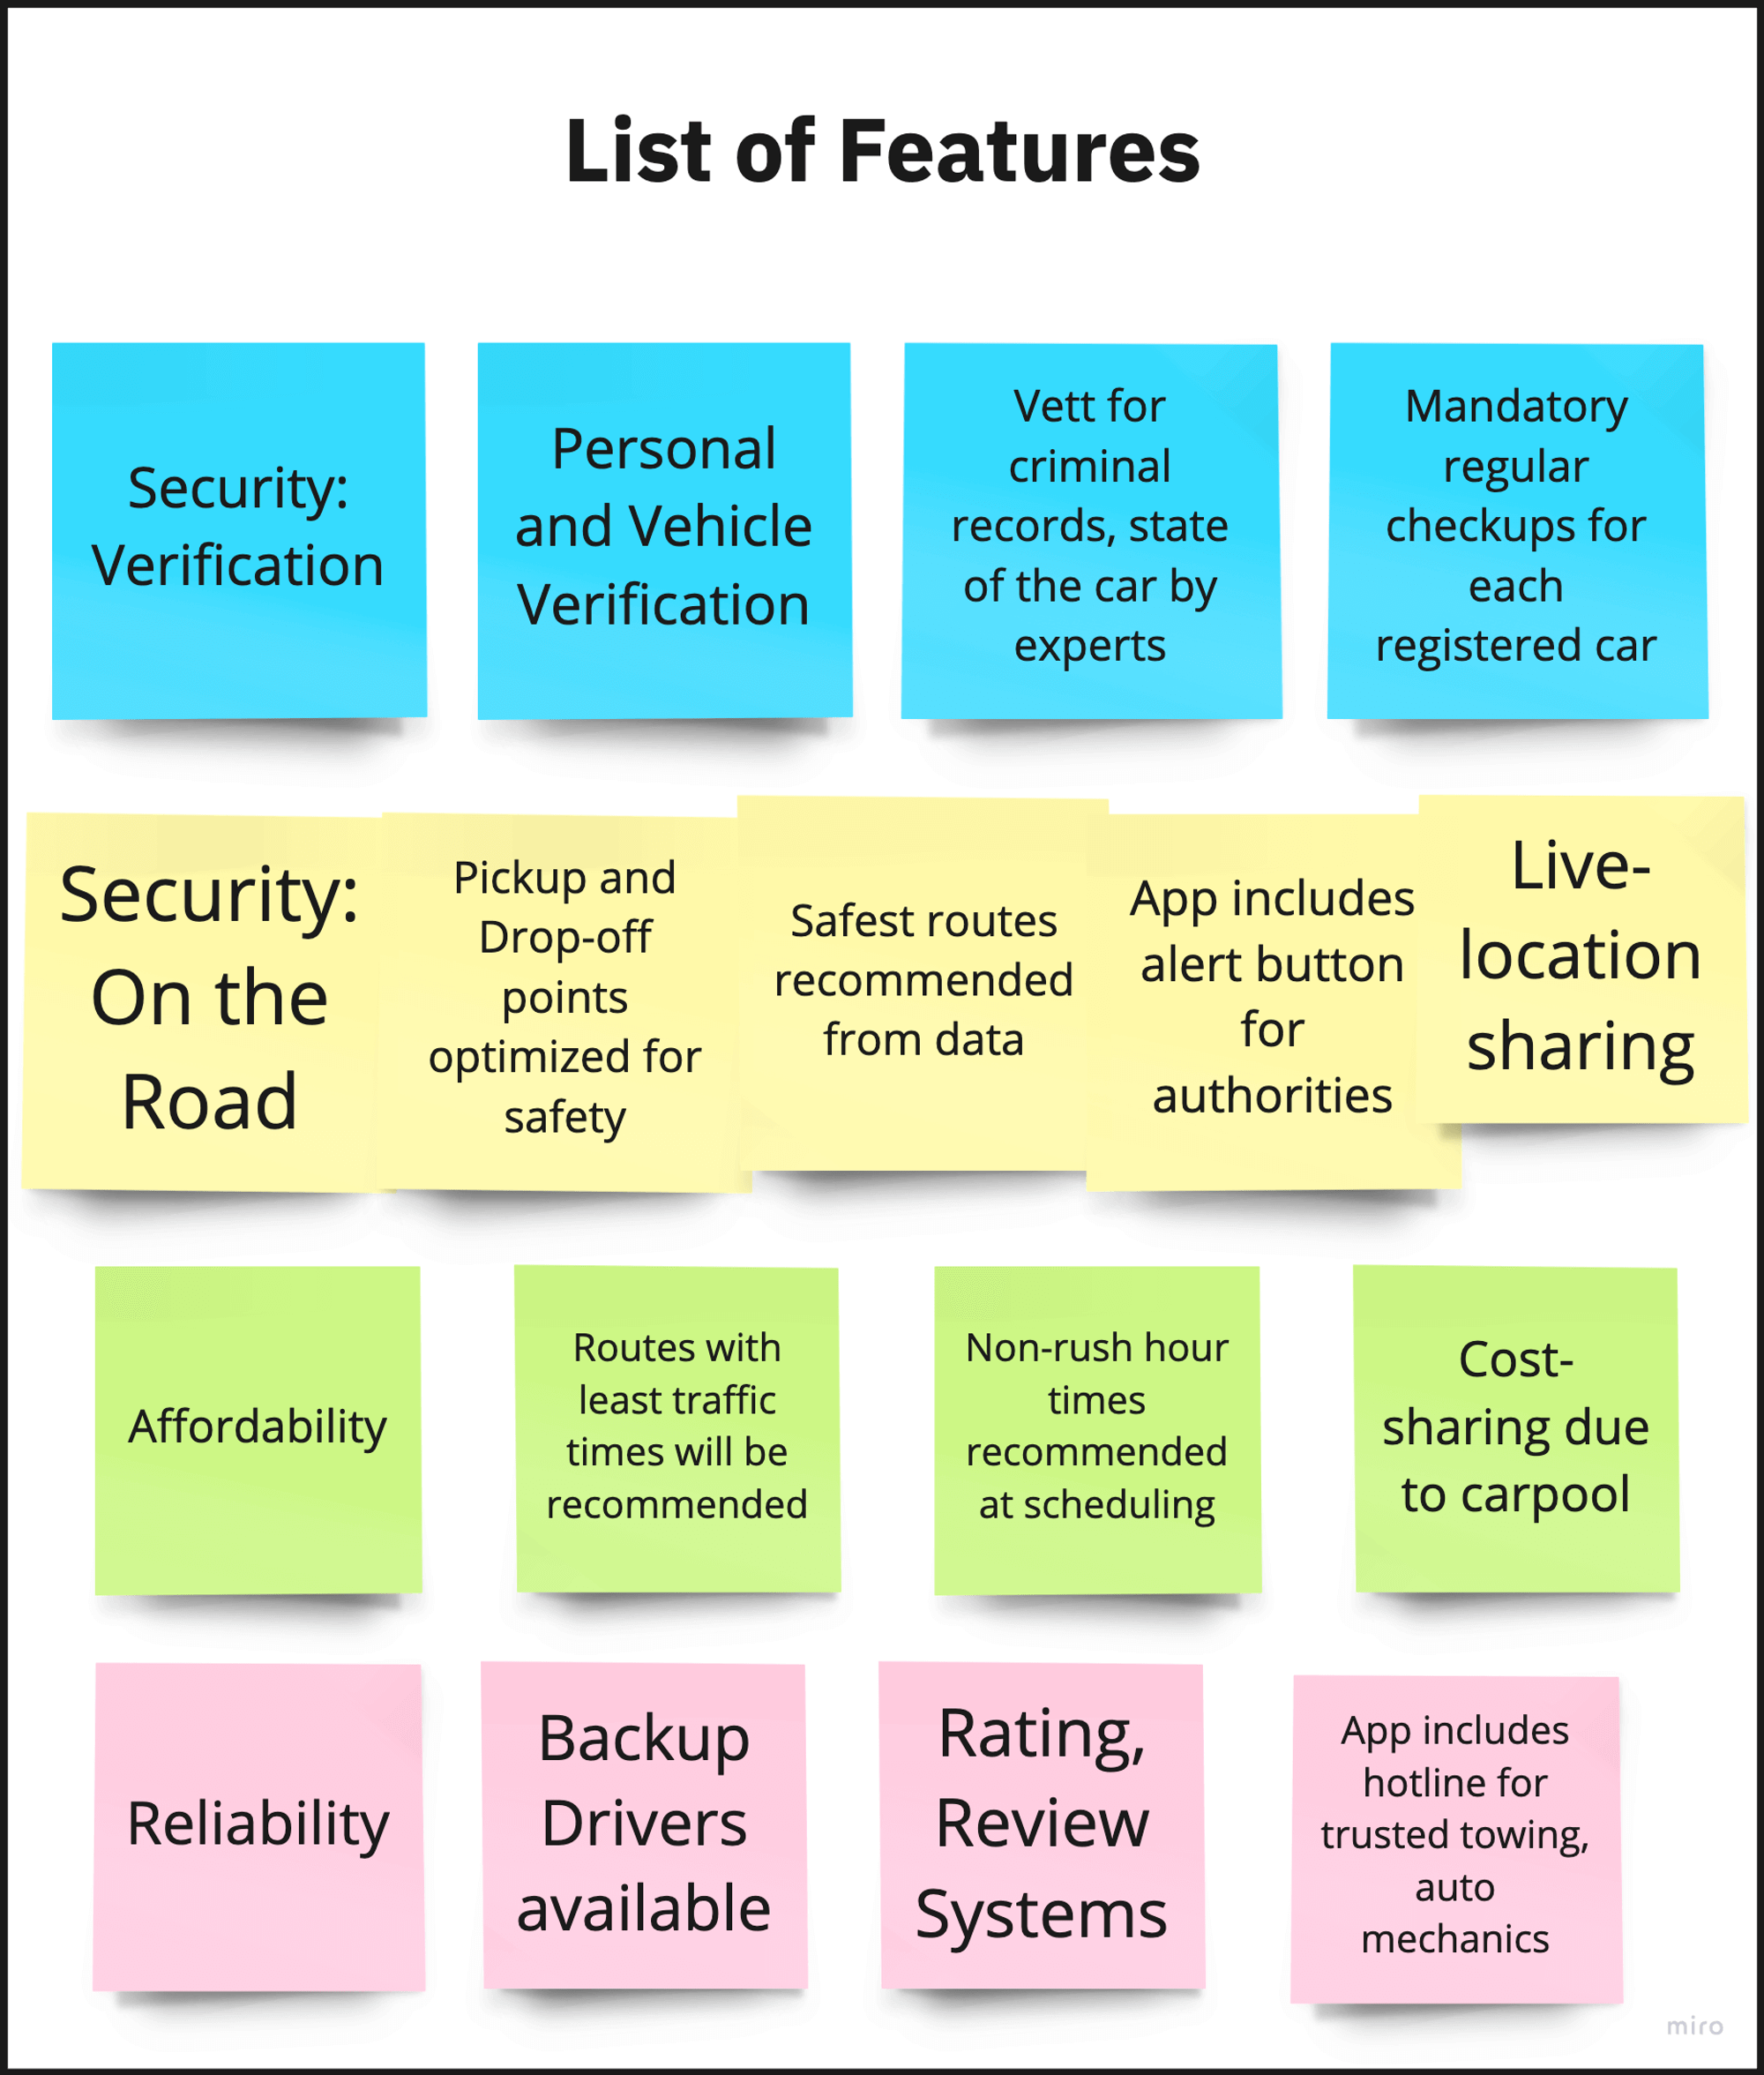 List of Features
Security:
Verification
Personal
and Vehicle
Verification
Vett for
criminal
records, state
of the car by
experts
Mandatory
regular
checkups for
each
registered car
Security:
On the
Road
Pickup and
Drop-off
points
optimized for
safety
Safest routes
recommended
from data
App includes
alert button
for
authorities
Live-
location
sharing
Affordability
Routes with
least traffic
times will be
recommended
Non-rush hour
times
recommended
at scheduling
Cost-
sharing due
to carpool
Reliability
Backup
Drivers
available
Rating,
Review
Systems
App includes
hotline for
trusted towing,
auto
mechanics
miro